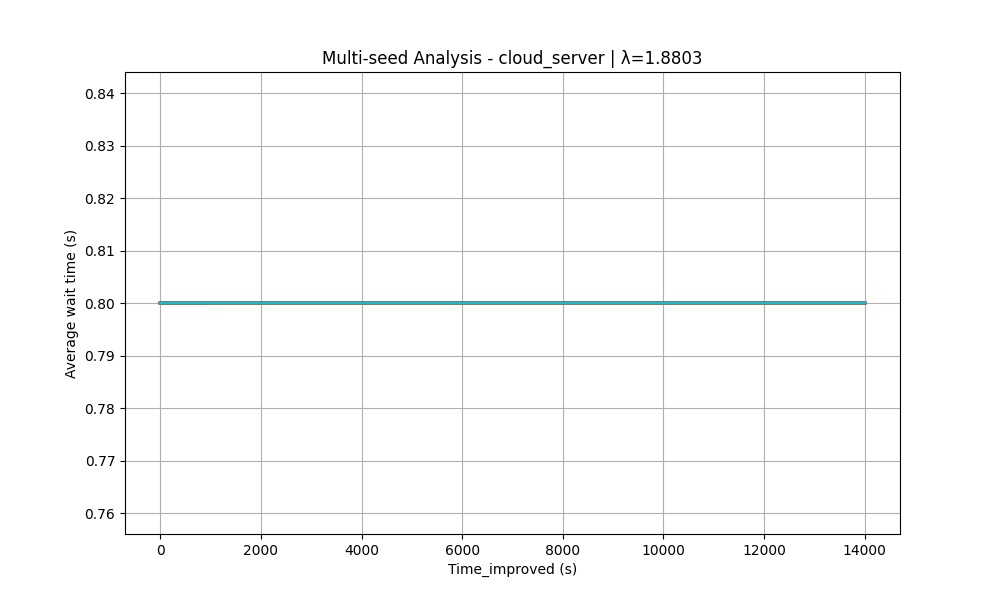 Multi-seed Analysis - cloud_server | λ=1.8803
0.84
0.83
0.82
0.81
0.80
0.79
0.78
0.77
0.76
Average wait time (s)
0 2000 4000 6000 8000 10000 12000 14000
Time_improved (s)